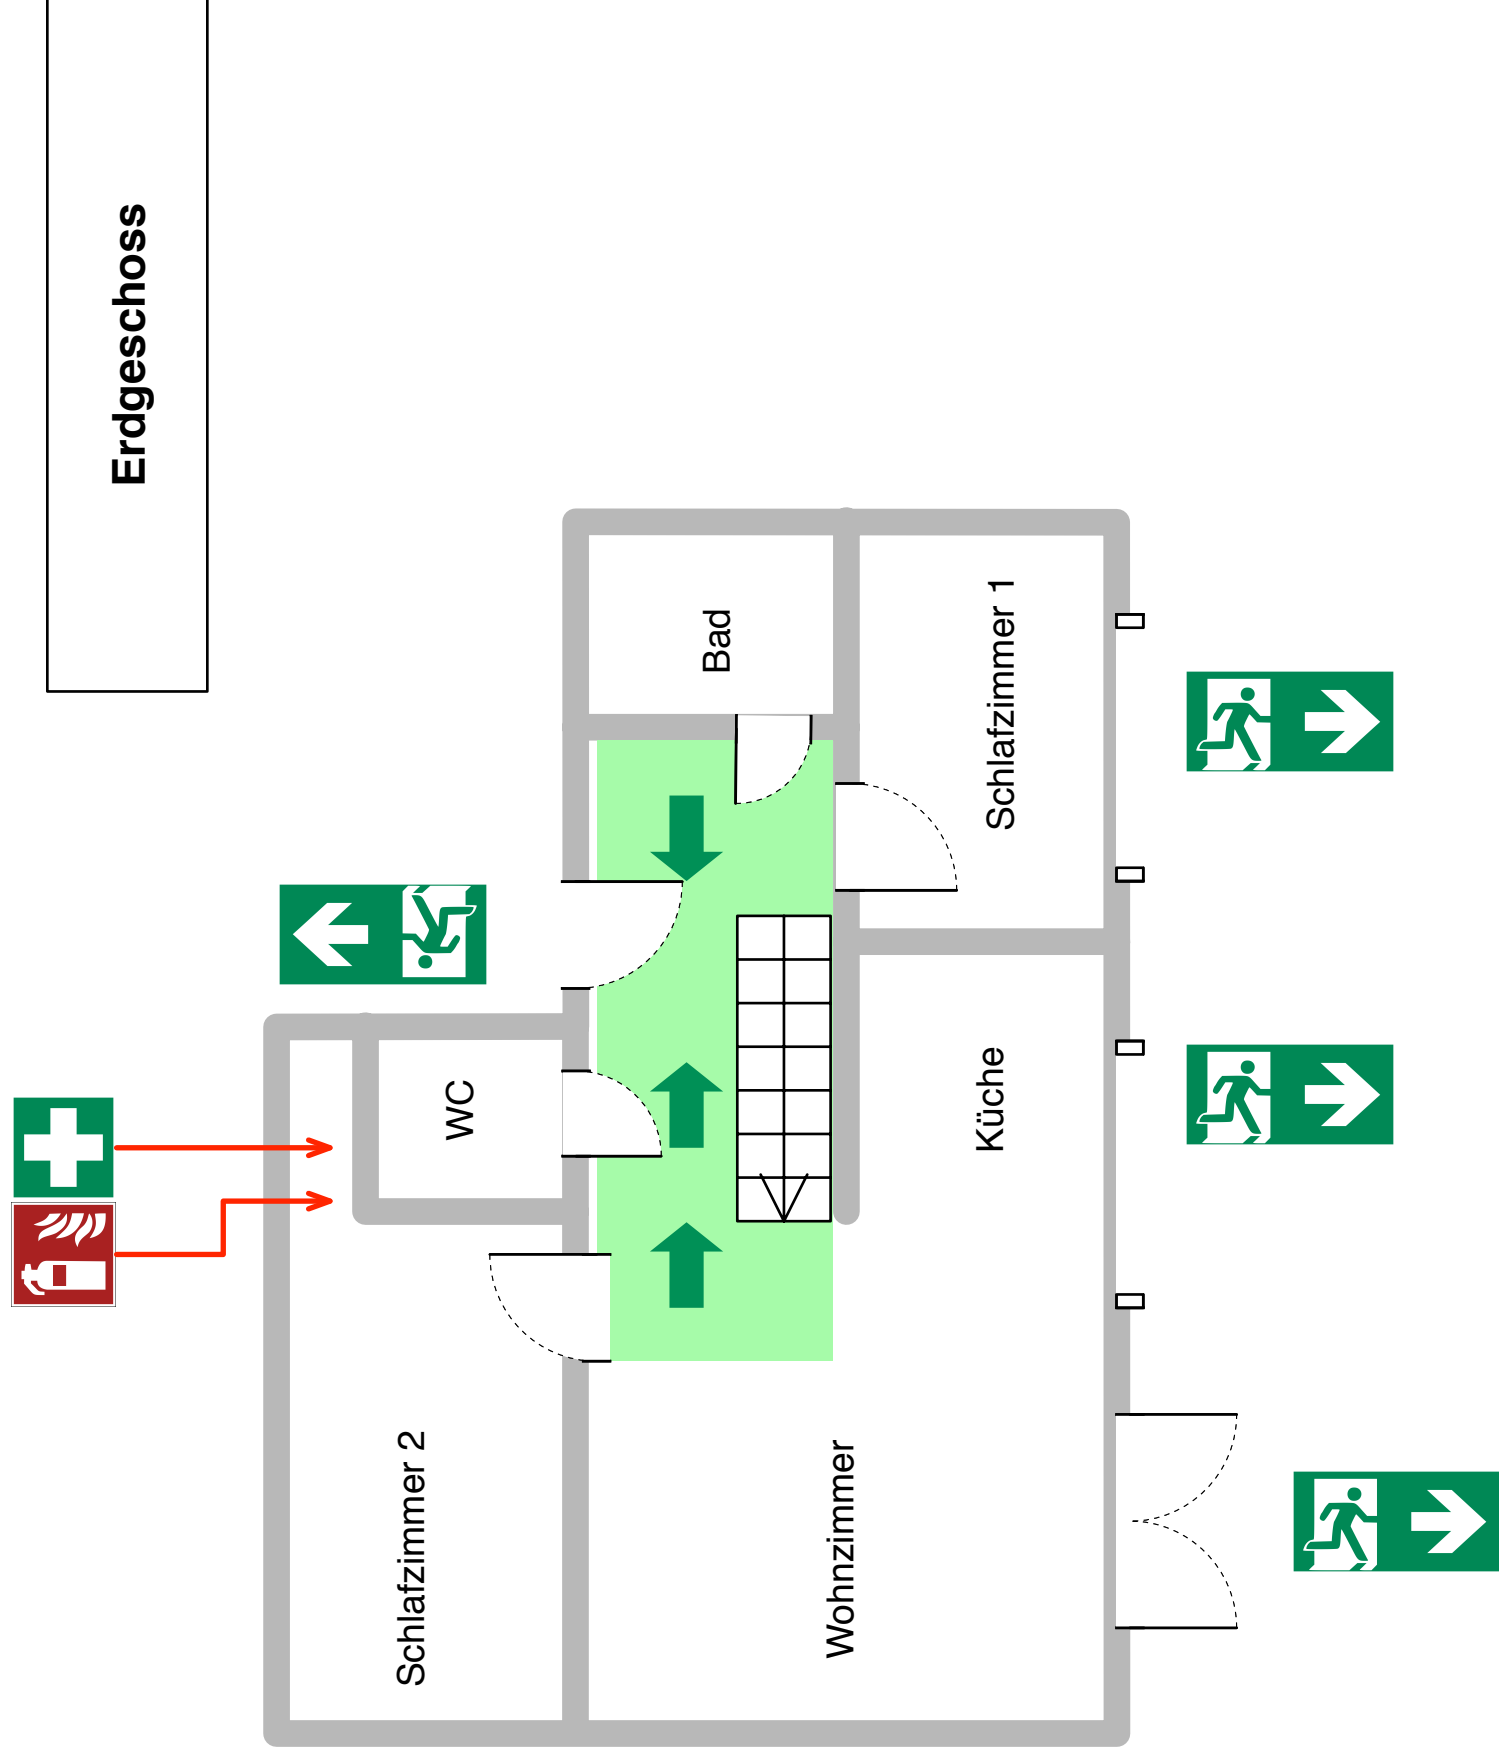 Erdgeschoss
Bad
Schlafzimmer 1
WC
Küche
Schlafzimmer 2
Wohnzimmer